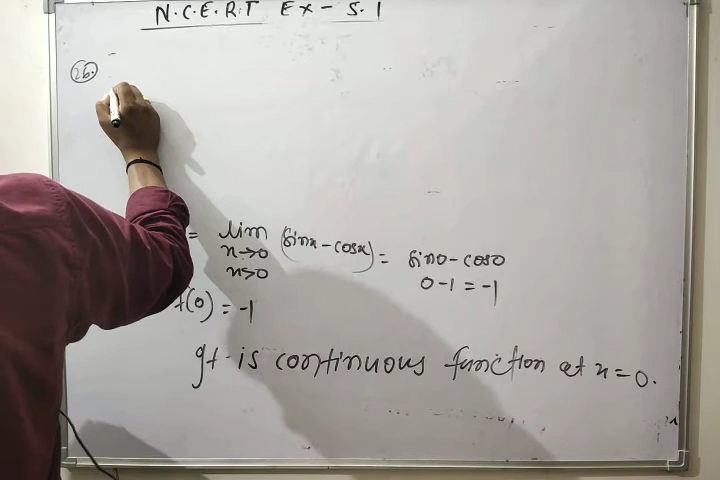 N.C.E.R.T Ex - 5.1
26.
= lim (sinx - cosx) = sin0 - cos0
x→0
x>0 0-1 = -1
f(0) = -1
It is continuous function at x = 0.